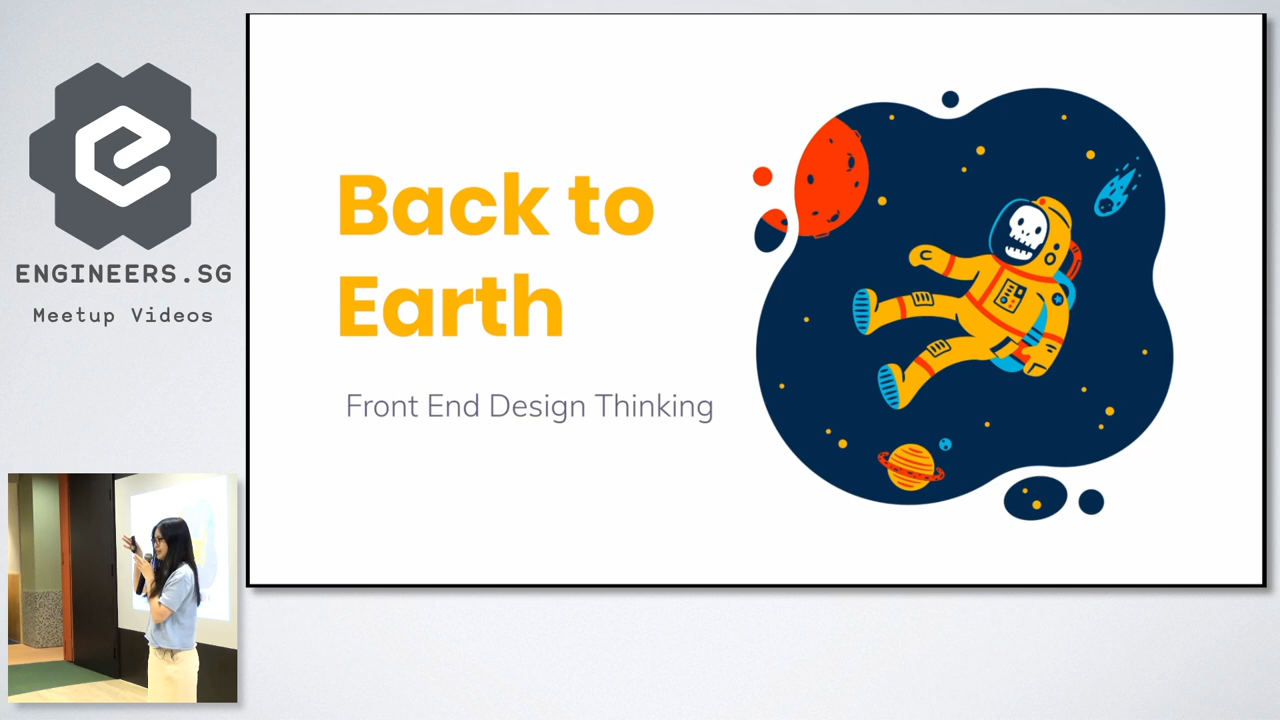 ENGINEERS.SG
Meetup Videos
Back to
Earth
Front End Design Thinking